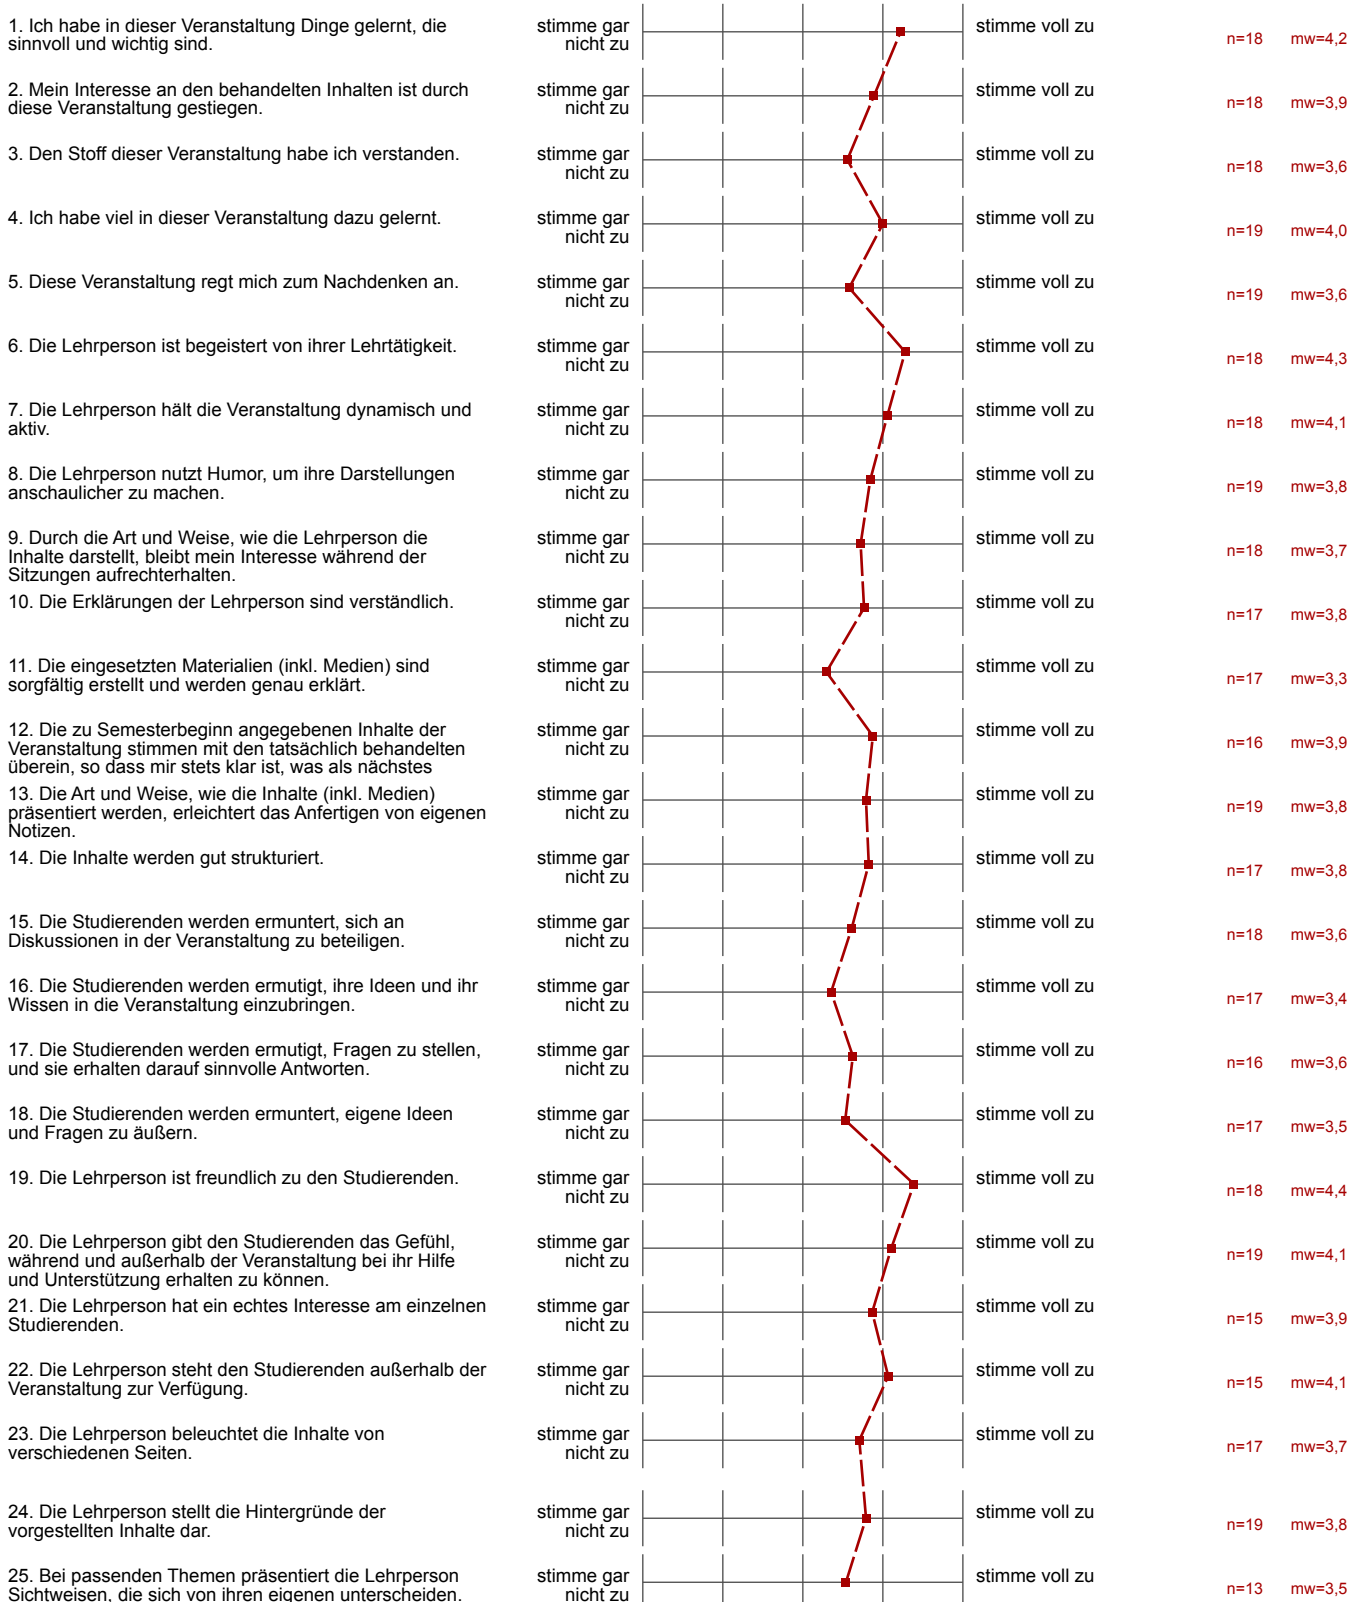 1. Ich habe in dieser Veranstaltung Dinge gelernt, die
sinnvoll und wichtig sind.
stimme gar
nicht zu
stimme voll zu
n=18 mw=4,2
2. Mein Interesse an den behandelten Inhalten ist durch
diese Veranstaltung gestiegen.
stimme gar
nicht zu
stimme voll zu
n=18 mw=3,9
3. Den Stoff dieser Veranstaltung habe ich verstanden.
stimme gar
nicht zu
stimme voll zu
n=18 mw=3,6
4. Ich habe viel in dieser Veranstaltung dazu gelernt.
stimme gar
nicht zu
stimme voll zu
n=19 mw=4,0
5. Diese Veranstaltung regt mich zum Nachdenken an.
stimme gar
nicht zu
stimme voll zu
n=19 mw=3,6
6. Die Lehrperson ist begeistert von ihrer Lehrtätigkeit.
stimme gar
nicht zu
stimme voll zu
n=18 mw=4,3
7. Die Lehrperson hält die Veranstaltung dynamisch und
aktiv.
stimme gar
nicht zu
stimme voll zu
n=18 mw=4,1
8. Die Lehrperson nutzt Humor, um ihre Darstellungen
anschaulicher zu machen.
stimme gar
nicht zu
stimme voll zu
n=19 mw=3,8
9. Durch die Art und Weise, wie die Lehrperson die
Inhalte darstellt, bleibt mein Interesse während der
Sitzungen aufrechterhalten.
stimme gar
nicht zu
stimme voll zu
n=18 mw=3,7
10. Die Erklärungen der Lehrperson sind verständlich.
stimme gar
nicht zu
stimme voll zu
n=17 mw=3,8
11. Die eingesetzten Materialien (inkl. Medien) sind
sorgfältig erstellt und werden genau erklärt.
stimme gar
nicht zu
stimme voll zu
n=17 mw=3,3
12. Die zu Semesterbeginn angegebenen Inhalte der
Veranstaltung stimmen mit den tatsächlich behandelten
überein, so dass mir stets klar ist, was als nächstes
stimme gar
nicht zu
stimme voll zu
n=16 mw=3,9
13. Die Art und Weise, wie die Inhalte (inkl. Medien)
präsentiert werden, erleichtert das Anfertigen von eigenen
Notizen.
stimme gar
nicht zu
stimme voll zu
n=19 mw=3,8
14. Die Inhalte werden gut strukturiert.
stimme gar
nicht zu
stimme voll zu
n=17 mw=3,8
15. Die Studierenden werden ermuntert, sich an
Diskussionen in der Veranstaltung zu beteiligen.
stimme gar
nicht zu
stimme voll zu
n=18 mw=3,6
16. Die Studierenden werden ermutigt, ihre Ideen und ihr
Wissen in die Veranstaltung einzubringen.
stimme gar
nicht zu
stimme voll zu
n=17 mw=3,4
17. Die Studierenden werden ermutigt, Fragen zu stellen,
und sie erhalten darauf sinnvolle Antworten.
stimme gar
nicht zu
stimme voll zu
n=16 mw=3,6
18. Die Studierenden werden ermuntert, eigene Ideen
und Fragen zu äußern.
stimme gar
nicht zu
stimme voll zu
n=17 mw=3,5
19. Die Lehrperson ist freundlich zu den Studierenden.
stimme gar
nicht zu
stimme voll zu
n=18 mw=4,4
20. Die Lehrperson gibt den Studierenden das Gefühl,
während und außerhalb der Veranstaltung bei ihr Hilfe
und Unterstützung erhalten zu können.
stimme gar
nicht zu
stimme voll zu
n=19 mw=4,1
21. Die Lehrperson hat ein echtes Interesse am einzelnen
Studierenden.
stimme gar
nicht zu
stimme voll zu
n=15 mw=3,9
22. Die Lehrperson steht den Studierenden außerhalb der
Veranstaltung zur Verfügung.
stimme gar
nicht zu
stimme voll zu
n=15 mw=4,1
23. Die Lehrperson beleuchtet die Inhalte von
verschiedenen Seiten.
stimme gar
nicht zu
stimme voll zu
n=17 mw=3,7
24. Die Lehrperson stellt die Hintergründe der
vorgestellten Inhalte dar.
stimme gar
nicht zu
stimme voll zu
n=19 mw=3,8
25. Bei passenden Themen präsentiert die Lehrperson
Sichtweisen, die sich von ihren eigenen unterscheiden.
stimme gar
nicht zu
stimme voll zu
n=13 mw=3,5